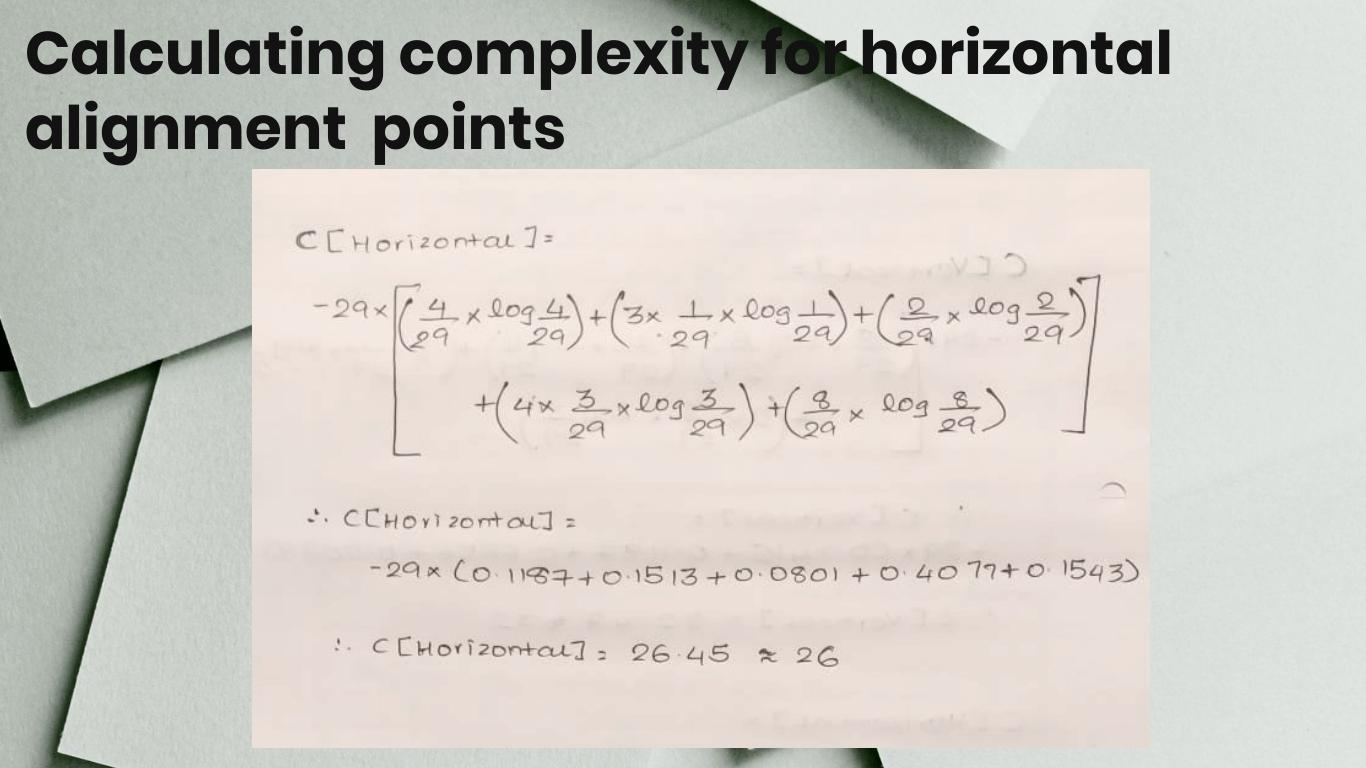 Calculating complexity for horizontal
alignment points
C[Horizontal]=
-29×[(4/29 × log 4/29)+(3× 1/29 × log 1/29)+(2/29 × log 2/29)
+(4× 3/29 × log 3/29)+(8/29 × log 8/29)]
∴ C[Horizontal] =
-29×(0.1187+0.1513+0.0801+0.4077+0.1543)
∴ C[Horizontal] = 26.45 ≈ 26